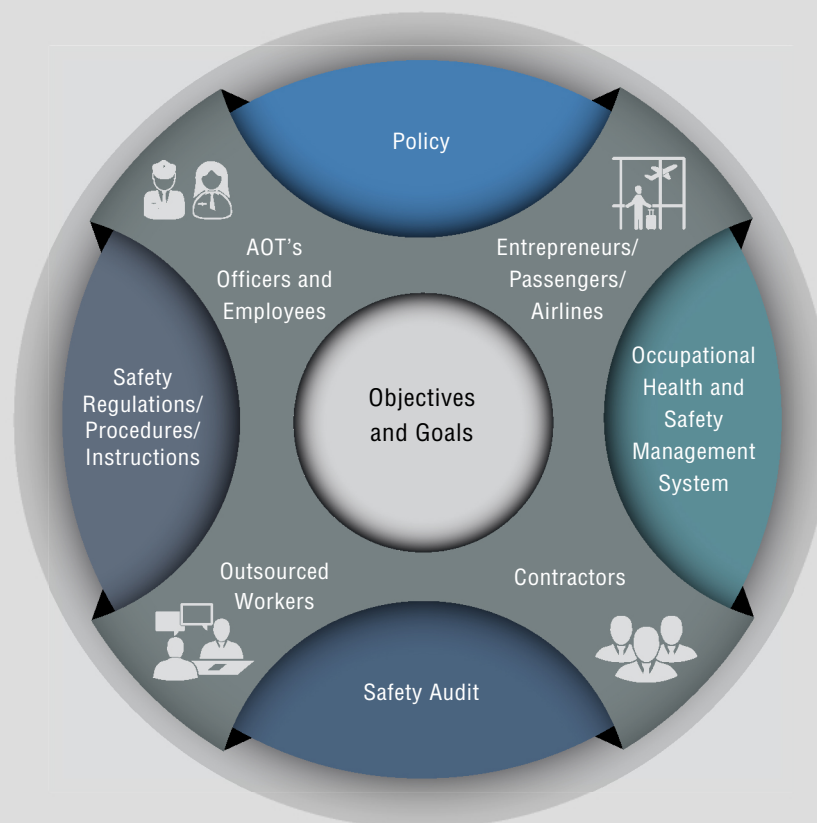 Policy
AOT's
Officers and
Employees
Entrepreneurs/
Passengers/
Airlines
Safety
Regulations/
Procedures/
Instructions
Objectives
and Goals
Occupational
Health and
Safety
Management
System
Outsourced
Workers
Contractors
Safety Audit